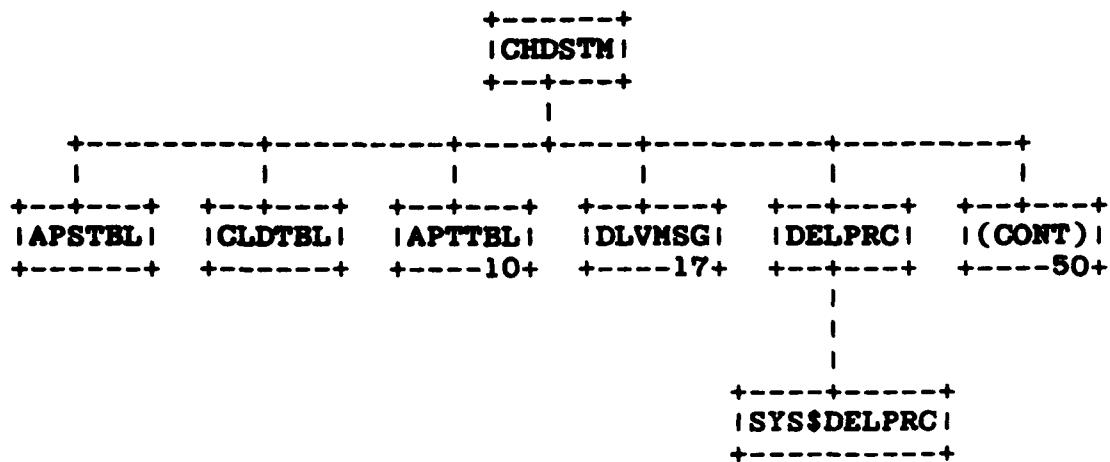 CHDSTM
APSTBL CLDTBL APTTBL DLVMSG DELPRC (CONT)
10 17 50
SYS$DELPRC